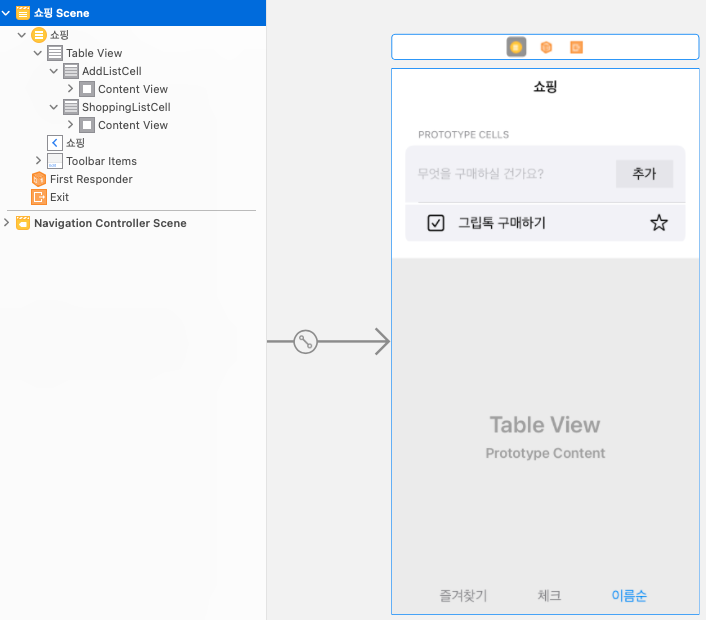 쇼핑 Scene
쇼핑
Table View
AddListCell
Content View
ShoppingListCell
Content View
쇼핑
Toolbar Items
First Responder
Exit
Navigation Controller Scene
쇼핑
PROTOTYPE CELLS
무엇을 구매하실 건가요?
추가
그립톡 구매하기
Table View
Prototype Content
즐겨찾기 체크 이름순